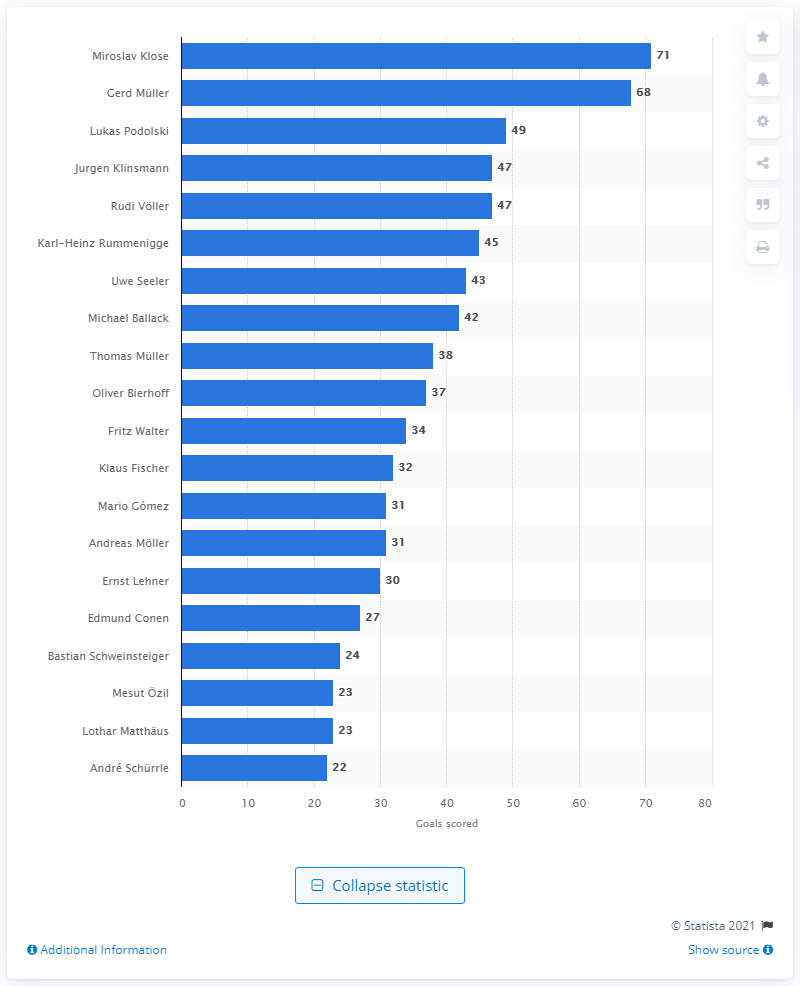 Miroslav Klose 71
Gerd Müller 68
Lukas Podolski 49
Jurgen Klinsmann 47
Rudi Völler 47
Karl-Heinz Rummenigge 45
Uwe Seeler 43
Michael Ballack 42
Thomas Müller 38
Oliver Bierhoff 37
Fritz Walter 34
Klaus Fischer 32
Mario Gómez 31
Andreas Möller 31
Ernst Lehner 30
Edmund Conen 27
Bastian Schweinsteiger 24
Mesut Özil 23
Lothar Matthäus 23
André Schürrle 22
0 10 20 30 40 50 60 70 80
Goals scored
Collapse statistic
© Statista 2021
Additional Information Show source